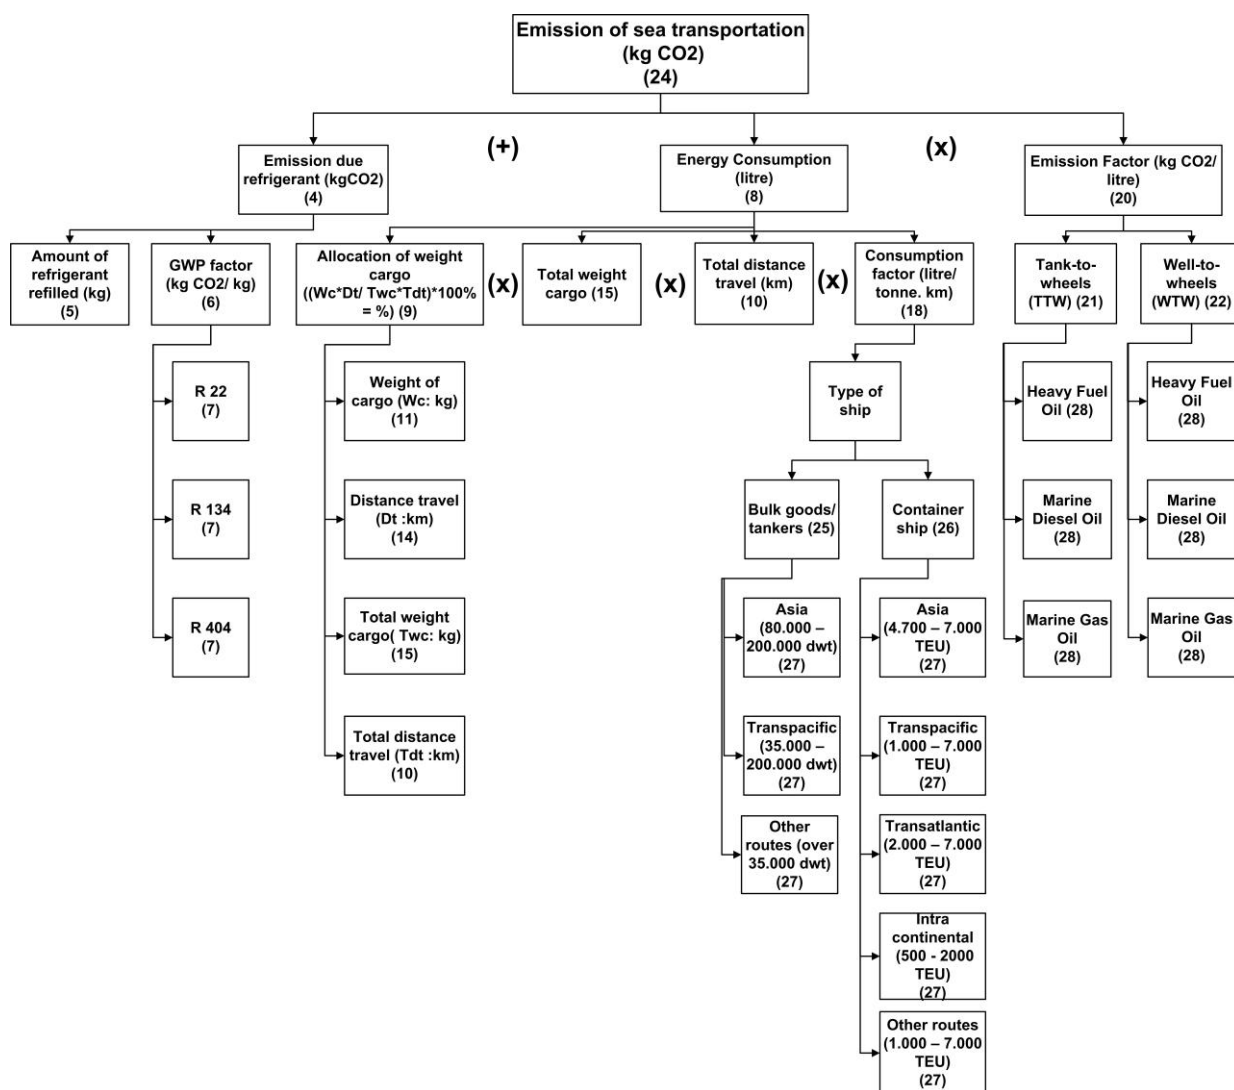 Emission of sea transportation
(kg CO2)
(24)
(+)
(x)
Emission due
refrigerant (kgCO2)
(4)
Energy Consumption
(litre)
(8)
Emission Factor (kg CO2/
litre)
(20)
Amount of
refrigerant
refilled (kg)
(5)
GWP factor
(kg CO2/ kg)
(6)
Allocation of weight
cargo
((Wc*Dt/ Twc*Tdt)*100%
= %) (9)
(x)
Total weight
cargo (15)
(x)
Total distance
travel (km)
(10)
(x)
Consumption
factor (litre/
tonne. km)
(18)
Tank-to-
wheels
(TTW) (21)
Well-to-
wheels
(WTW) (22)
R 22
(7)
R 134
(7)
R 404
(7)
Weight of
cargo (Wc: kg)
(11)
Distance travel
(Dt :km)
(14)
Total weight
cargo( Twc: kg)
(15)
Total distance
travel (Tdt :km)
(10)
Type of
ship
Bulk goods/
tankers (25)
Container
ship (26)
Asia
(80.000 –
200.000 dwt)
(27)
Transpacific
(35.000 –
200.000 dwt)
(27)
Other
routes (over
35.000 dwt)
(27)
Asia
(4.700 – 7.000
TEU)
(27)
Transpacific
(1.000 – 7.000
TEU)
(27)
Transatlantic
(2.000 – 7.000
TEU)
(27)
Intra
continental
(500 - 2000
TEU)
(27)
Other routes
(1.000 – 7.000
TEU)
(27)
Heavy Fuel
Oil (28)
Marine
Diesel Oil
(28)
Marine Gas
Oil
(28)
Heavy Fuel
Oil
(28)
Marine
Diesel Oil
(28)
Marine Gas
Oil
(28)